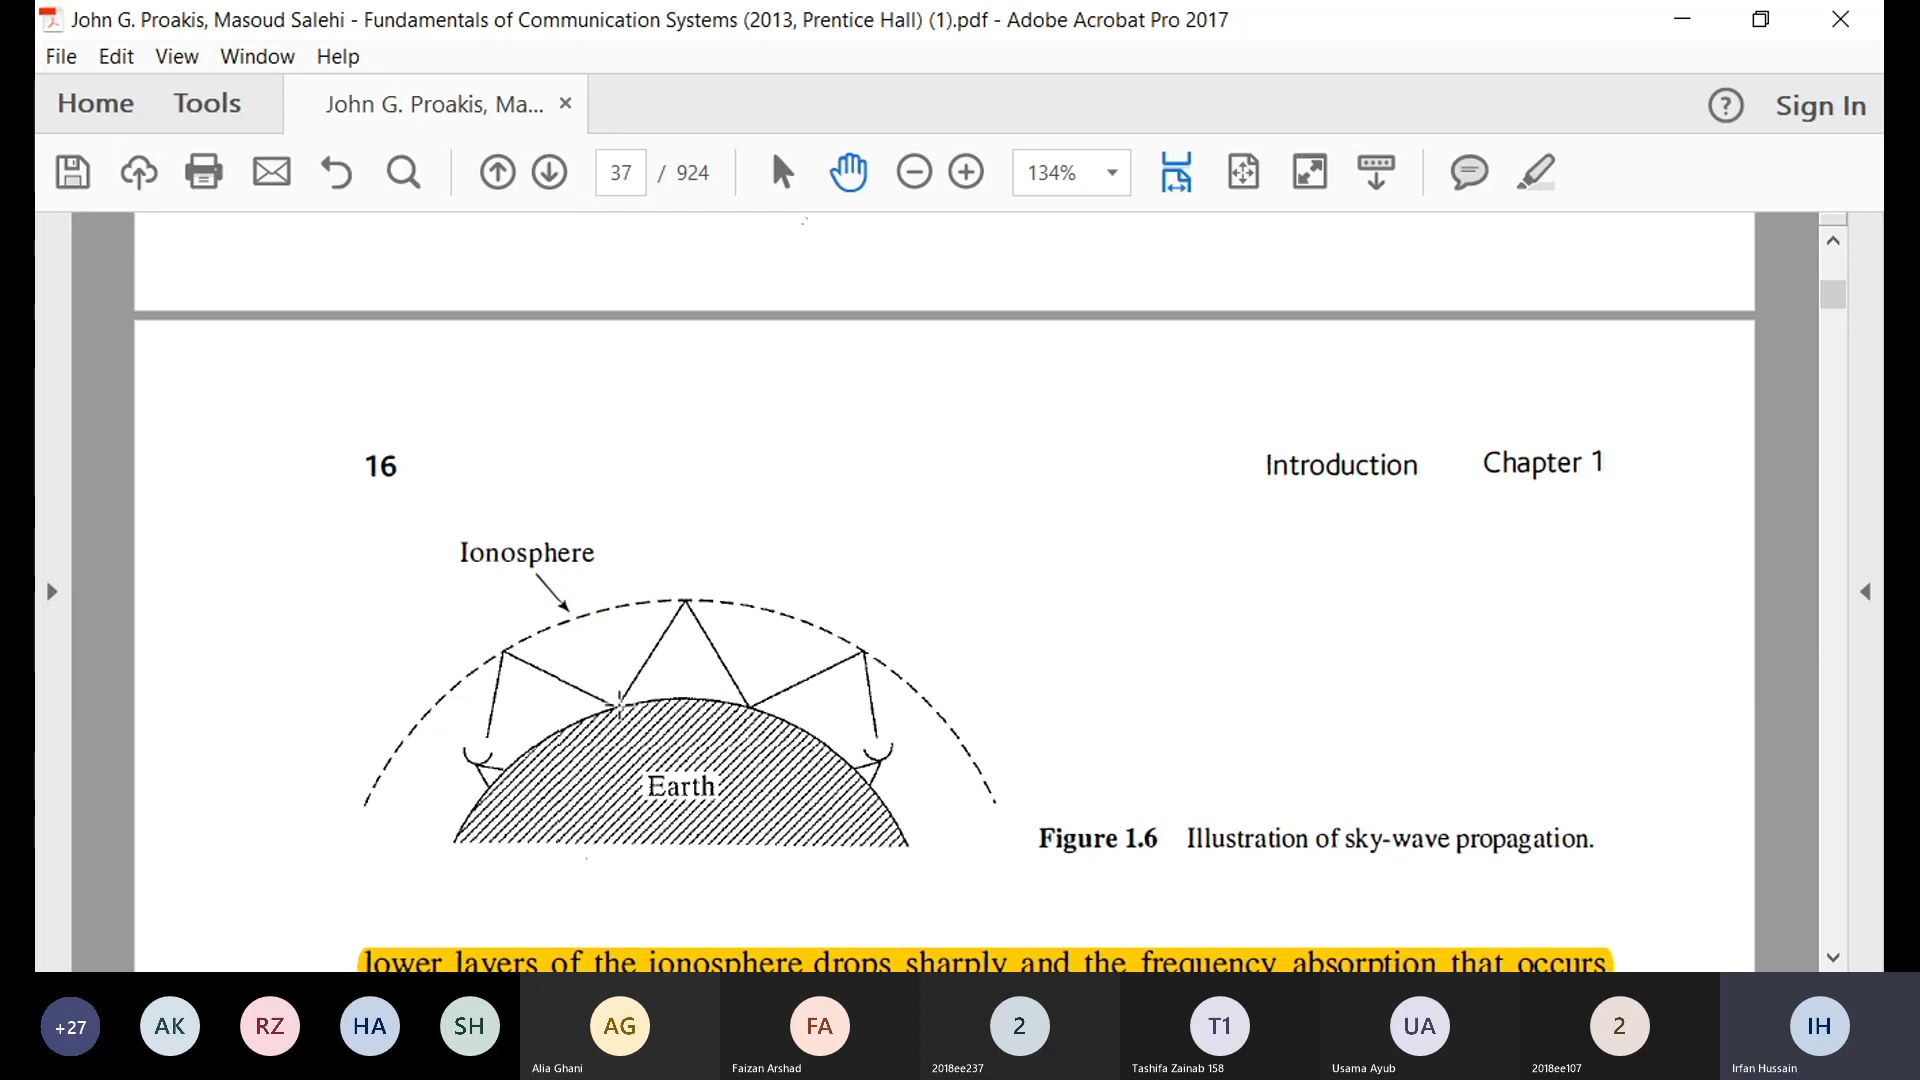 John G. Proakis, Masoud Salehi - Fundamentals of Communication Systems (2013, Prentice Hall) (1).pdf - Adobe Acrobat Pro 2017
File Edit View Window Help
Home Tools John G. Proakis, Ma... × ? Sign In
37 / 924 134%
16 Introduction Chapter 1
Ionosphere
Earth
Figure 1.6 Illustration of sky-wave propagation.
lower layers of the ionosphere drops sharply and the frequency absorption that occurs
+27 AK RZ HA SH AG FA 2 T1 UA 2 IH
Alia Ghani Faizan Arshad 2018ee237 Tashifa Zainab 158 Usama Ayub 2018ee107 Irfan Hussain